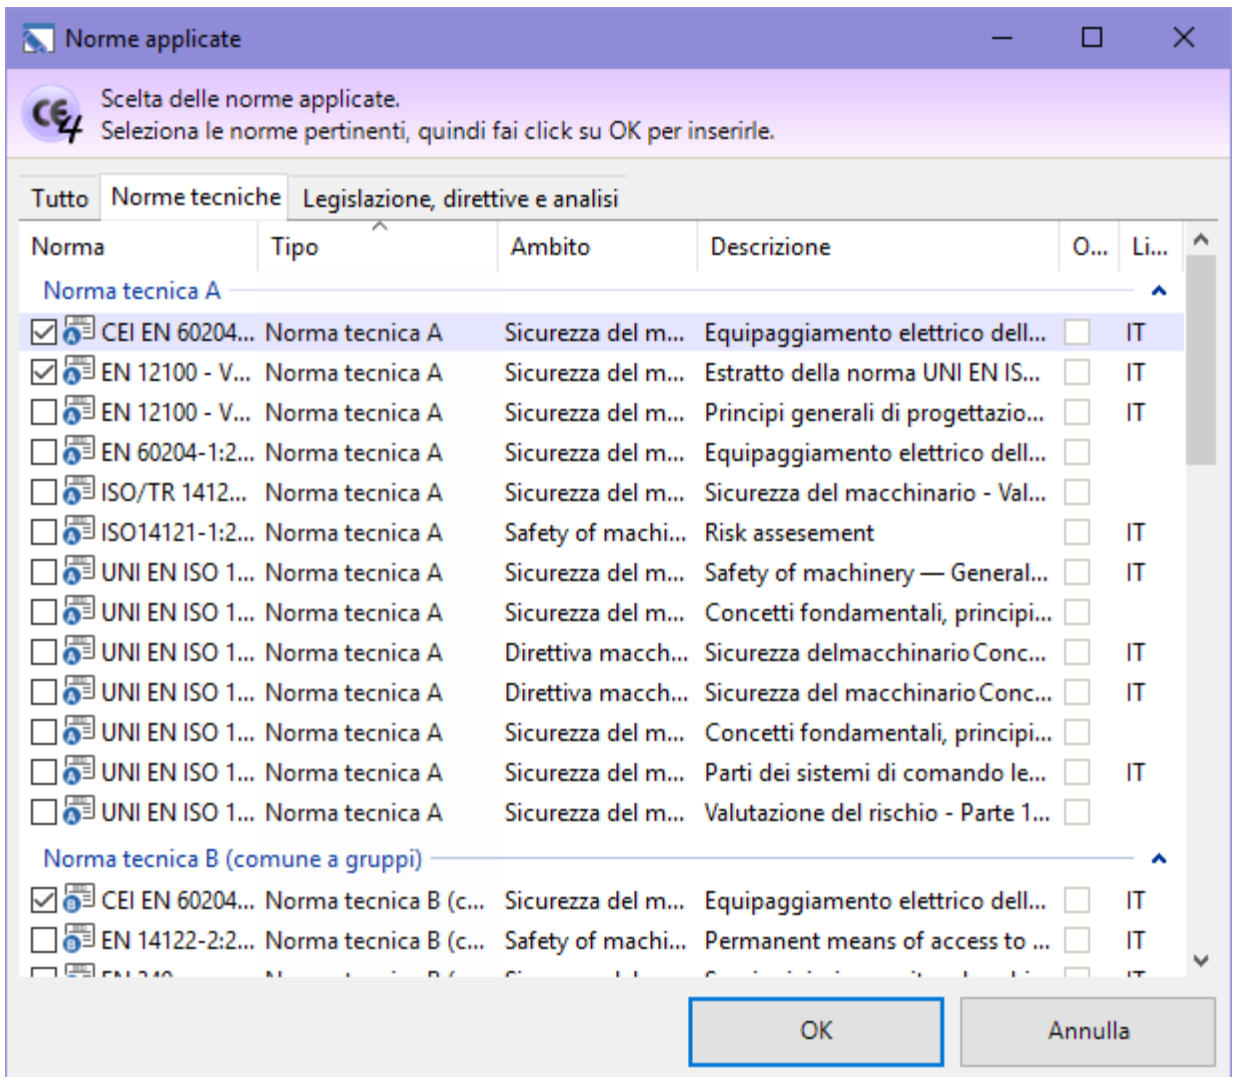 Norme applicate
Scelta delle norme applicate.
Seleziona le norme pertinenti, quindi fai click su OK per inserirle.
Tutto Norme tecniche Legislazione, direttive e analisi
Norma Tipo Ambito Descrizione O... Li...
Norma tecnica A
CEI EN 60204... Norma tecnica A Sicurezza del m... Equipaggiamento elettrico dell... IT
EN 12100 - V... Norma tecnica A Sicurezza del m... Estratto della norma UNI EN IS... IT
EN 12100 - V... Norma tecnica A Sicurezza del m... Principi generali di progettazio... IT
EN 60204-1:2... Norma tecnica A Sicurezza del m... Equipaggiamento elettrico dell...
ISO/TR 1412... Norma tecnica A Sicurezza del m... Sicurezza del macchinario - Val...
ISO14121-1:2... Norma tecnica A Safety of machi... Risk assesement IT
UNI EN ISO 1... Norma tecnica A Sicurezza del m... Safety of machinery — General... IT
UNI EN ISO 1... Norma tecnica A Sicurezza del m... Concetti fondamentali, principi...
UNI EN ISO 1... Norma tecnica A Direttiva macch... Sicurezza delmacchinario Conc... IT
UNI EN ISO 1... Norma tecnica A Direttiva macch... Sicurezza del macchinario Conc... IT
UNI EN ISO 1... Norma tecnica A Sicurezza del m... Concetti fondamentali, principi...
UNI EN ISO 1... Norma tecnica A Sicurezza del m... Parti dei sistemi di comando le... IT
UNI EN ISO 1... Norma tecnica A Sicurezza del m... Valutazione del rischio - Parte 1...
Norma tecnica B (comune a gruppi)
CEI EN 60204... Norma tecnica B (c... Sicurezza del m... Equipaggiamento elettrico dell... IT
EN 14122-2:2... Norma tecnica B (c... Safety of machi... Permanent means of access to ... IT
OK Annulla